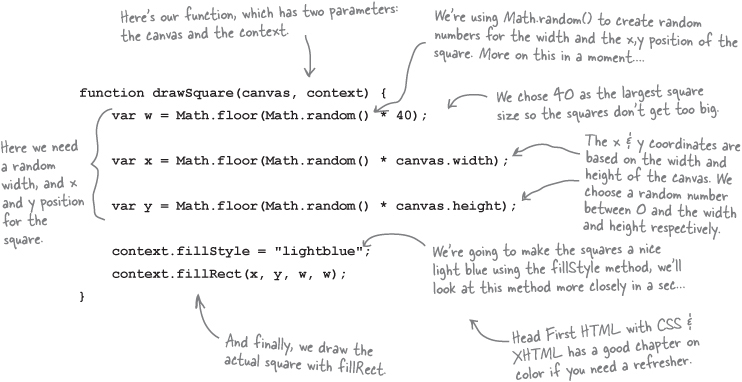 Here's our function, which has two parameters:
the canvas and the context.
We're using Math.random() to create random
numbers for the width and the x,y position of the
square. More on this in a moment....
function drawSquare(canvas, context) {
var w = Math.floor(Math.random() * 40);
We chose 40 as the largest square
size so the squares don't get too big.
Here we need
a random
width, and x
and y position
for the
square.
var x = Math.floor(Math.random() * canvas.width);
var y = Math.floor(Math.random() * canvas.height);
The x & y coordinates are
based on the width and
height of the canvas. We
choose a random number
between 0 and the width
and height respectively.
context.fillStyle = "lightblue";
context.fillRect(x, y, w, w);
}
We're going to make the squares a nice
light blue using the fillStyle method, we'll
look at this method more closely in a sec...
And finally, we draw the
actual square with fillRect.
Head First HTML with CSS &
XHTML has a good chapter on
color if you need a refresher.